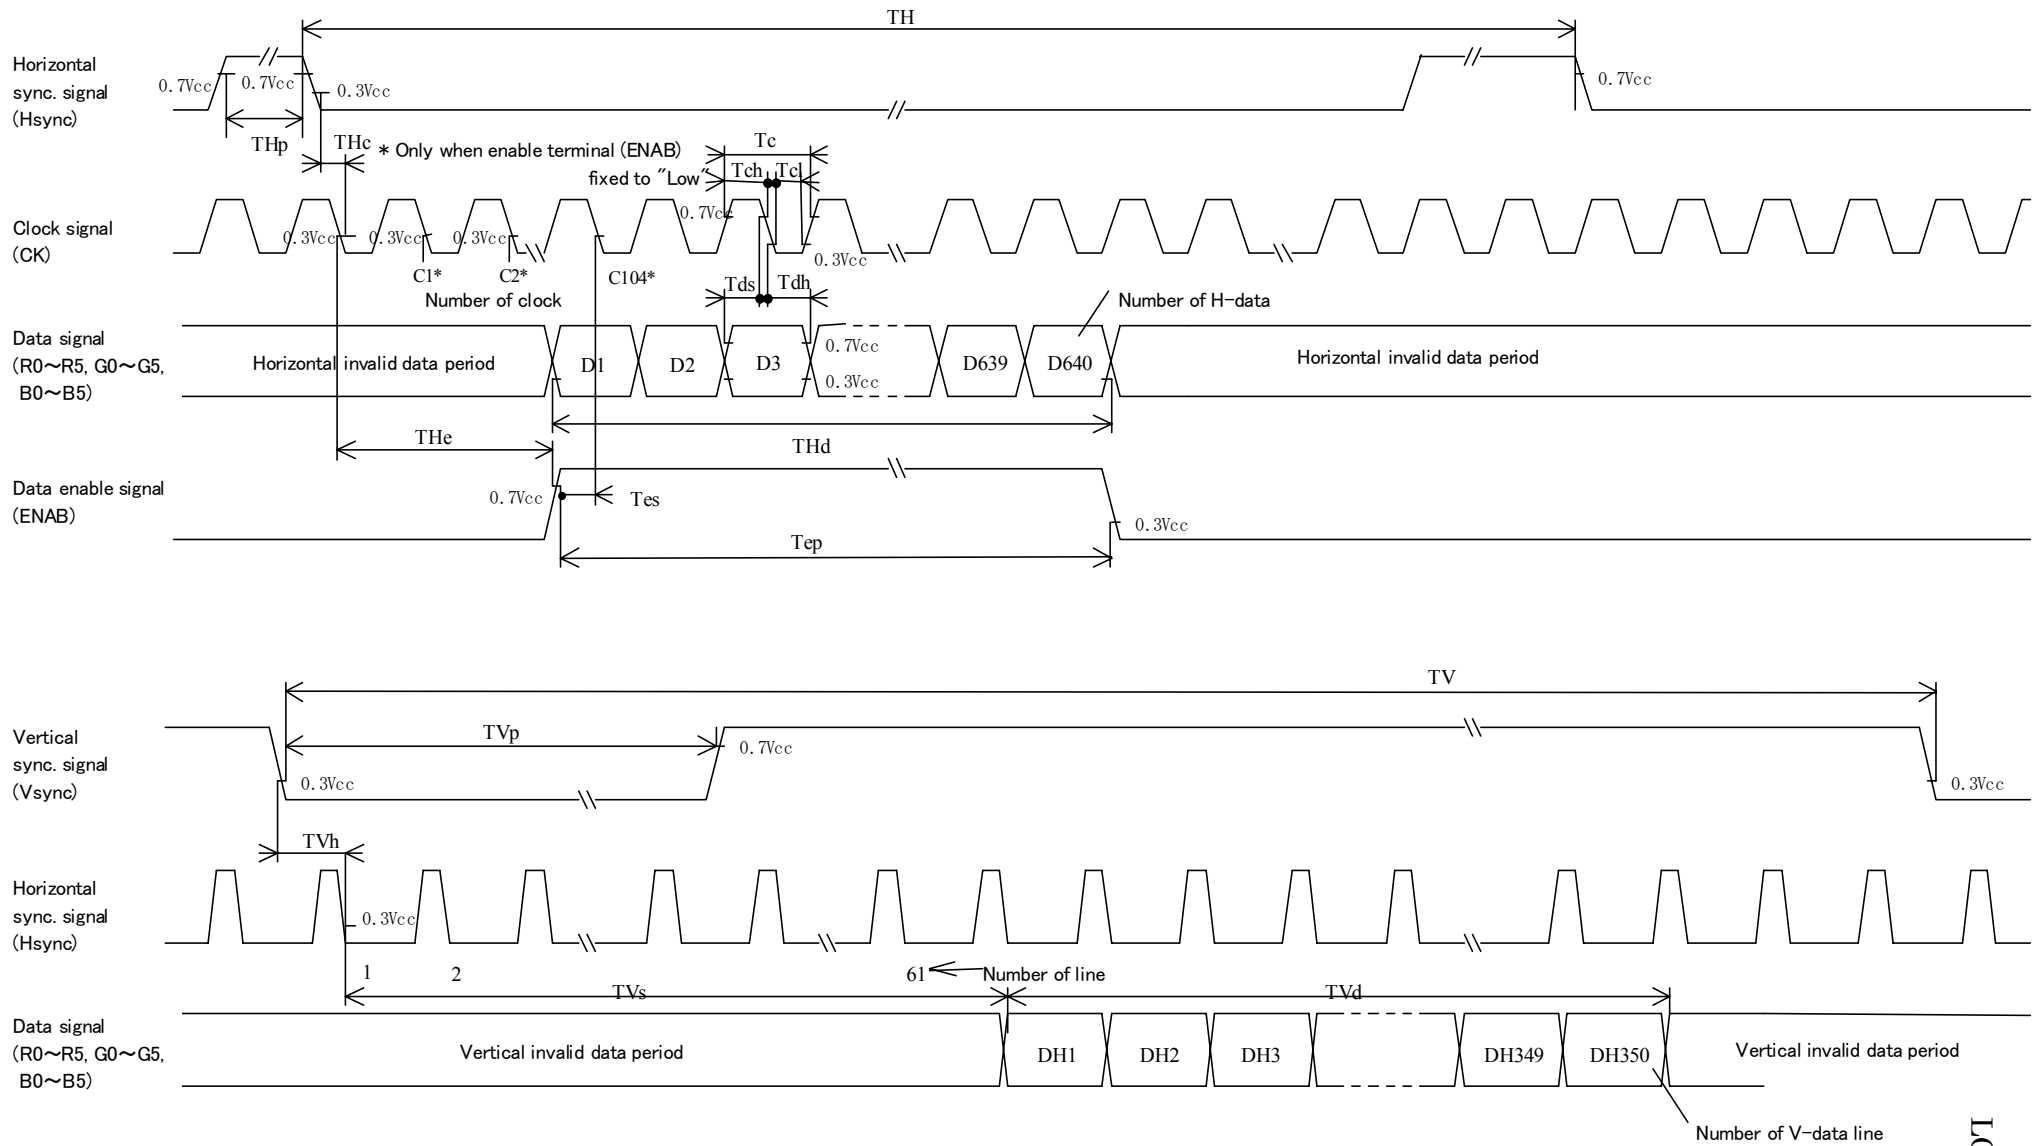 TH
Horizontal
sync. signal
(Hsync)
0.7Vcc
0.7Vcc
0.3Vcc
0.7Vcc
THp
THc
* Only when enable terminal (ENAB)
fixed to "Low"
Tc
Tch
Tcl
0.7Vcc
Clock signal
(CK)
0.3Vcc
0.3Vcc
0.3Vcc
0.3Vcc
C1*
C2*
C104*
Number of clock
Tds
Tdh
Number of H-data
Data signal
(R0～R5, G0～G5,
B0～B5)
Horizontal invalid data period
D1
D2
D3
0.7Vcc
0.3Vcc
D639
D640
Horizontal invalid data period
THe
THd
Data enable signal
(ENAB)
0.7Vcc
Tes
0.3Vcc
Tep
TV
Vertical
sync. signal
(Vsync)
TVp
0.7Vcc
0.3Vcc
0.3Vcc
TVh
Horizontal
sync. signal
(Hsync)
0.3Vcc
1
2
61
Number of line
TVs
TVd
Data signal
(R0～R5, G0～G5,
B0～B5)
Vertical invalid data period
DH1
DH2
DH3
DH349
DH350
Vertical invalid data period
Number of V-data line